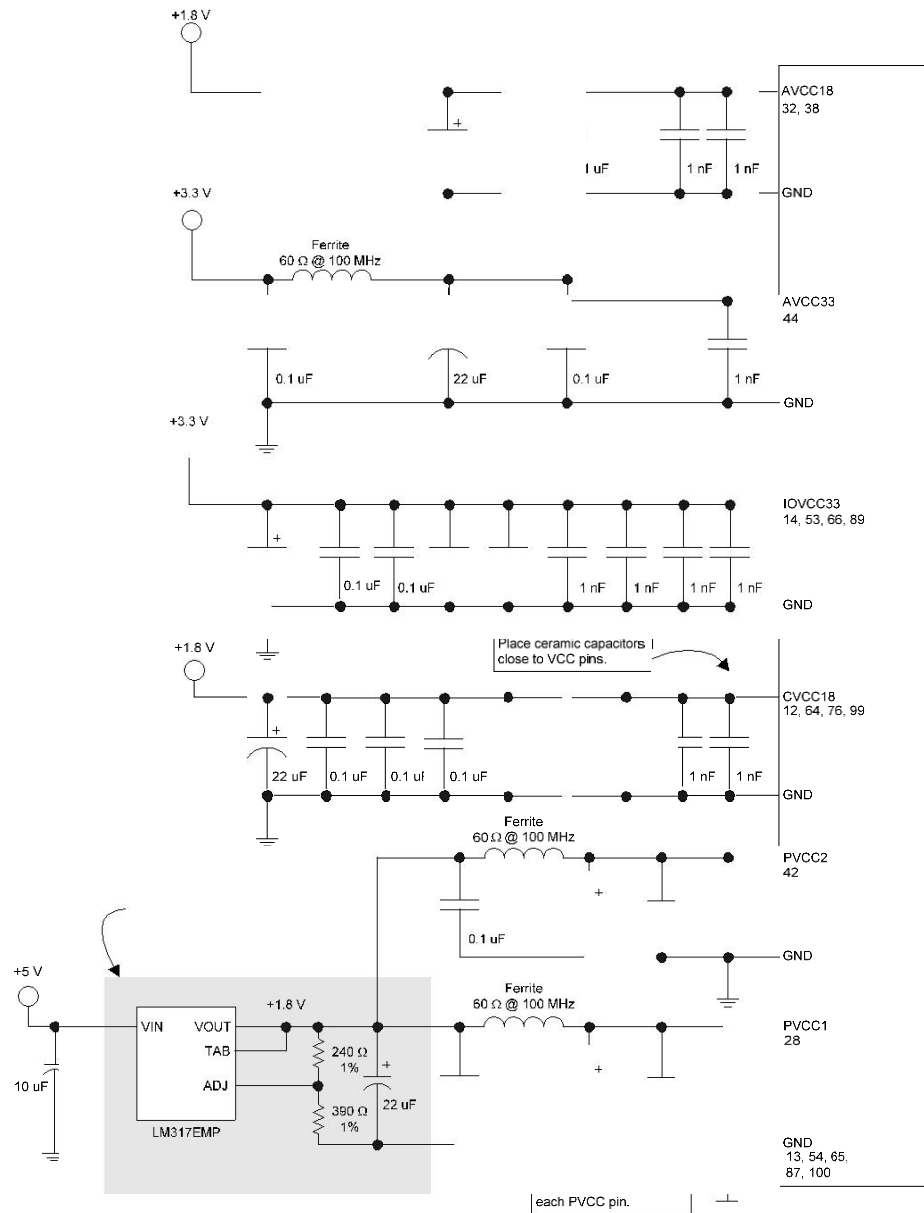 +1.8 V
AVCC18
32, 38
+
1 nF
1 nF
GND
+3.3 V
Ferrite
60 Ω @ 100 MHz
AVCC33
44
0.1 uF
22 uF
0.1 uF
1 nF
GND
+3.3 V
IOVCC33
14, 53, 66, 89
+
0.1 uF
0.1 uF
1 nF
1 nF
1 nF
1 nF
GND
Place ceramic capacitors
close to VCC pins.
+1.8 V
CVCC18
12, 64, 76, 99
+
22 uF
0.1 uF
0.1 uF
0.1 uF
1 nF
1 nF
GND
Ferrite
60 Ω @ 100 MHz
PVCC2
42
+
0.1 uF
GND
+5 V
+1.8 V
Ferrite
60 Ω @ 100 MHz
VIN
VOUT
PVCC1
28
TAB
240 Ω
1%
+
+
10 uF
ADJ
390 Ω
1%
22 uF
LM317EMP
GND
13, 54, 65,
87, 100
each PVCC pin.